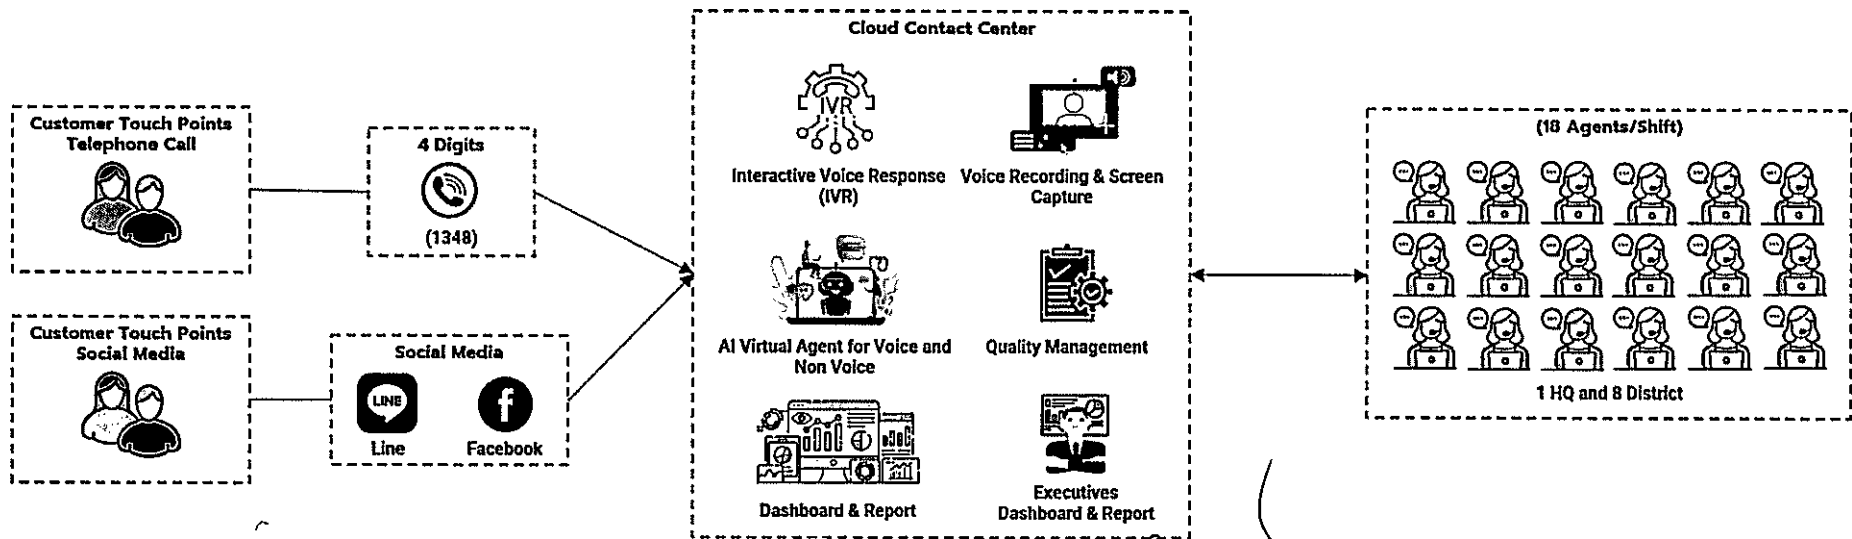 Customer Touch Points
Telephone Call
4 Digits
(1348)
Customer Touch Points
Social Media
Social Media
LINE
Line
Facebook
Cloud Contact Center
IVR
Interactive Voice Response
(IVR)
Voice Recording & Screen
Capture
AI Virtual Agent for Voice and
Non Voice
Quality Management
Dashboard & Report
Executives
Dashboard & Report
(18 Agents/Shift)
1 HQ and 8 District